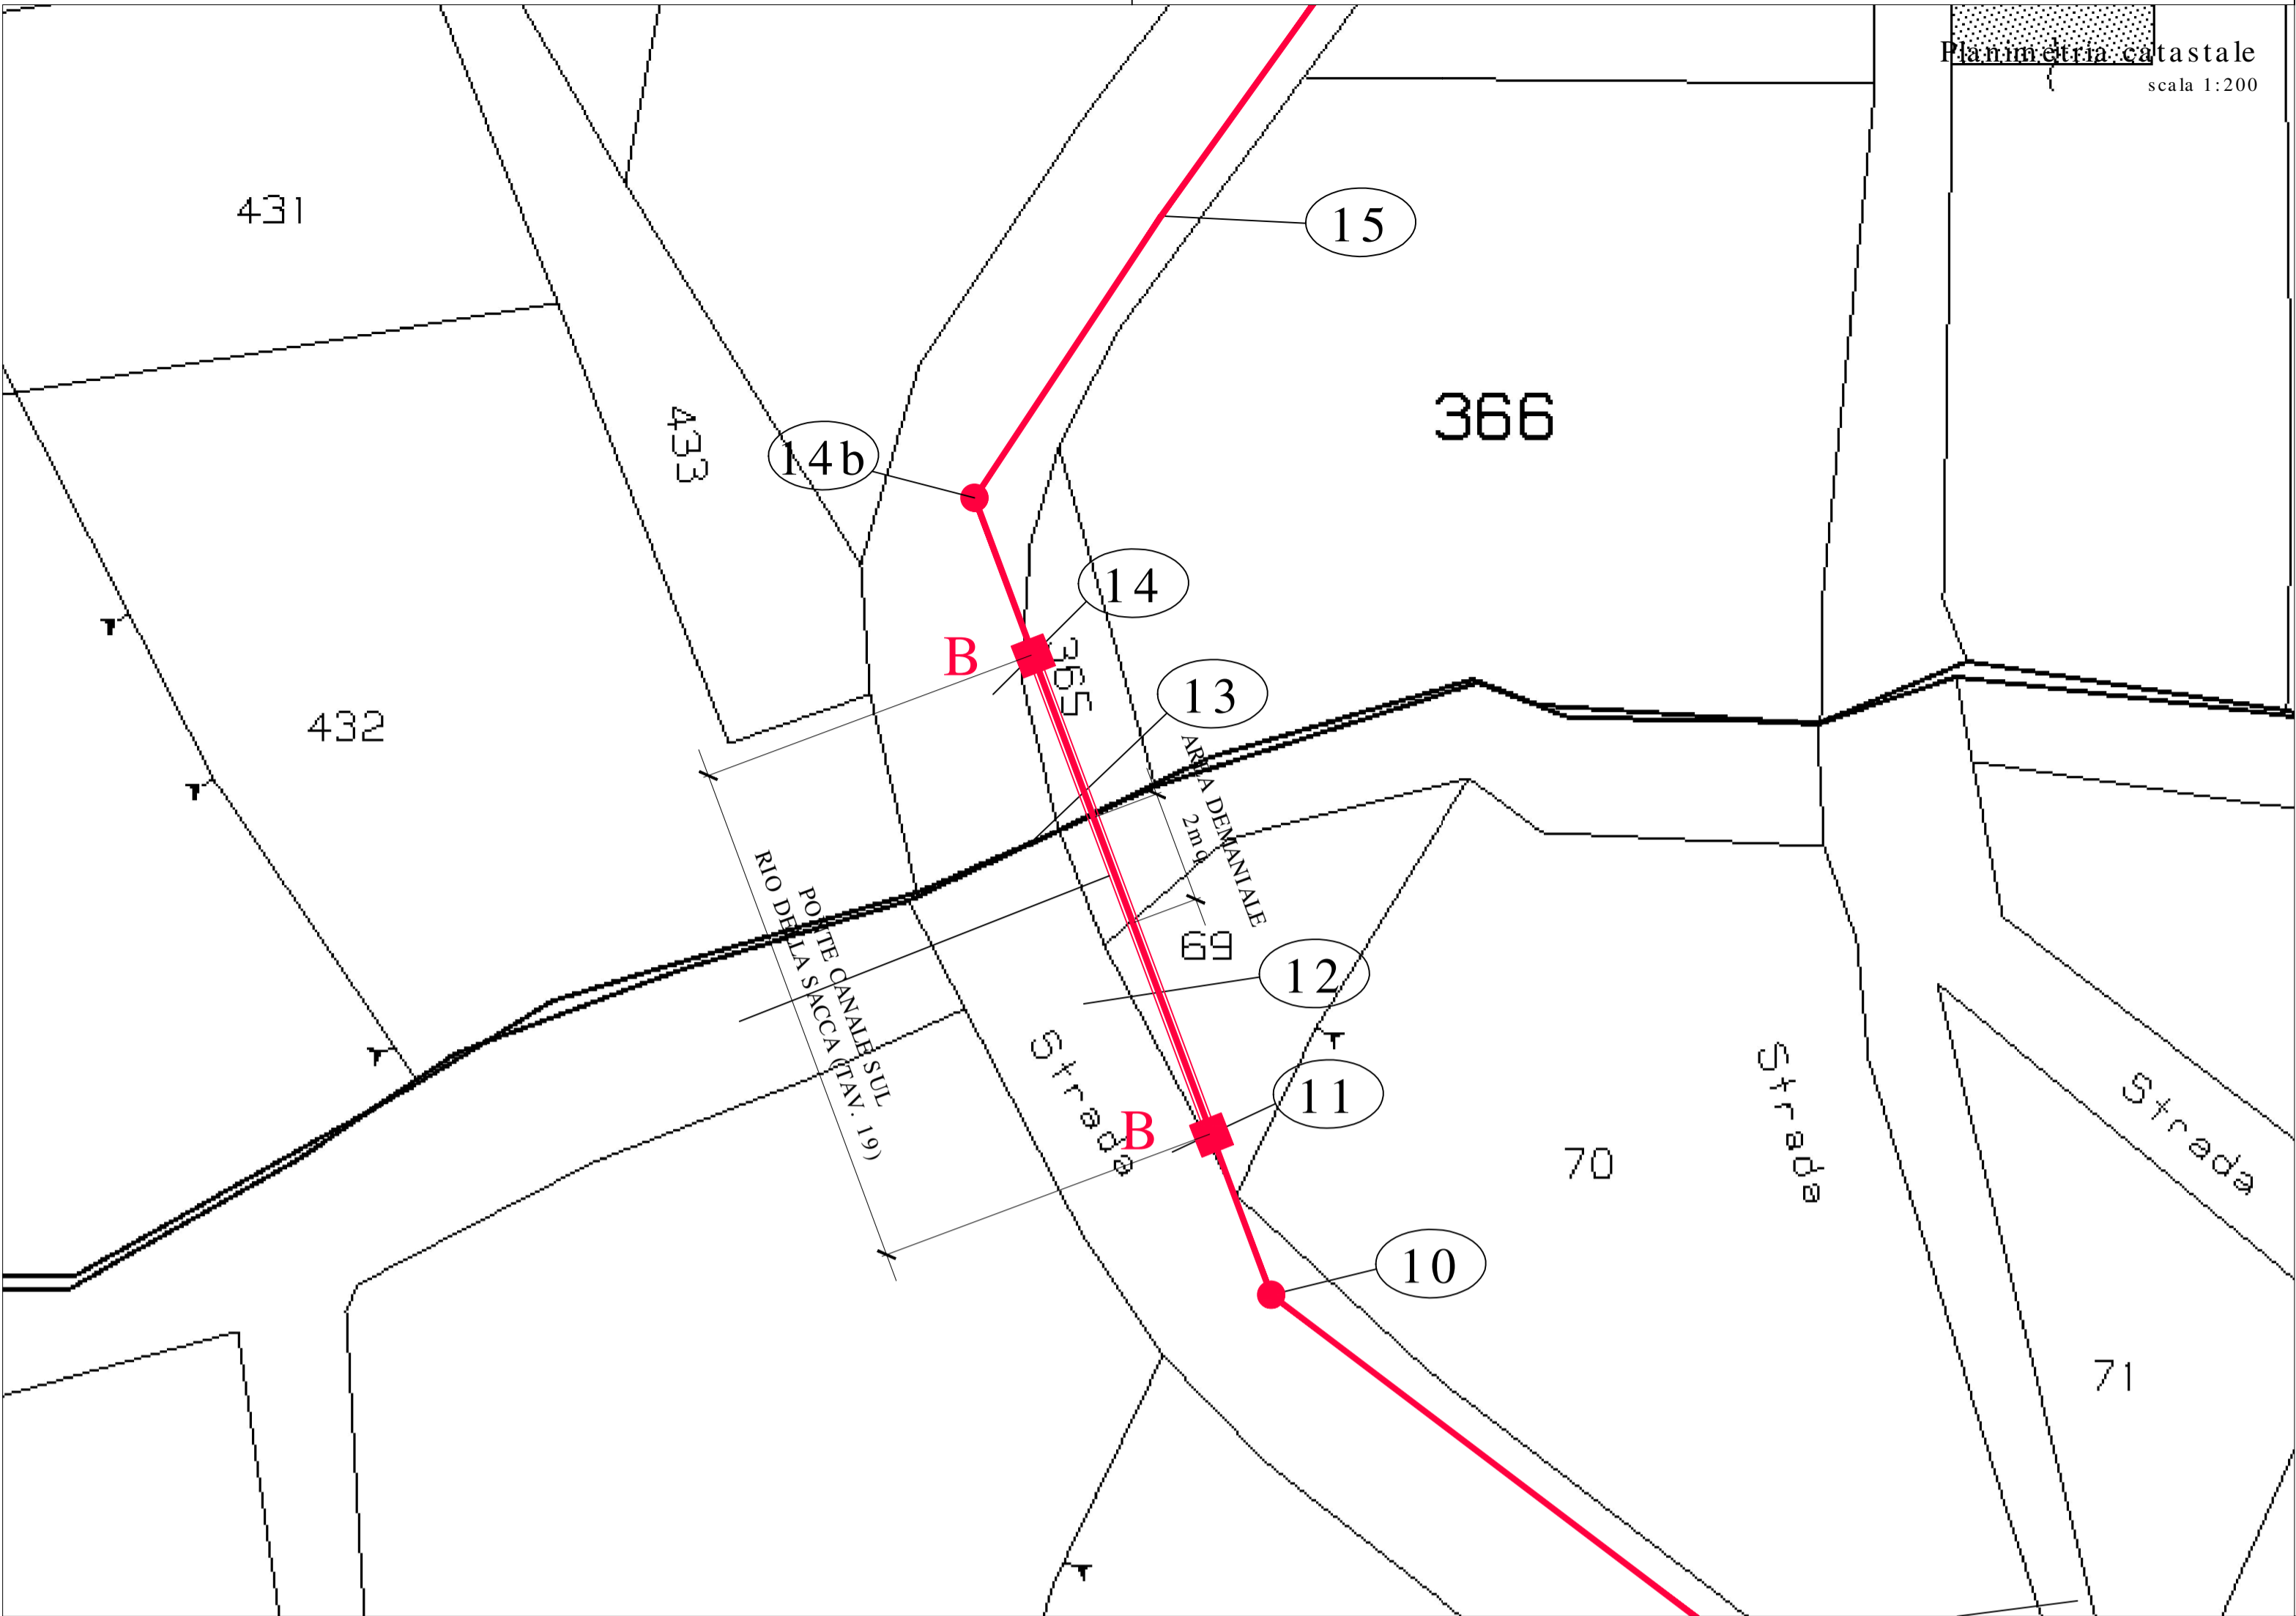 Planimetria catastale
scala 1:200
431
15
366
433
14b
14
B
365
13
432
AREA DEMANIALE
2mq
PONTE CANALE SUL
RIO DELLA SACCA (TAV. 19)
69
12
Strada
11
B
70
Strada
Strada
10
71